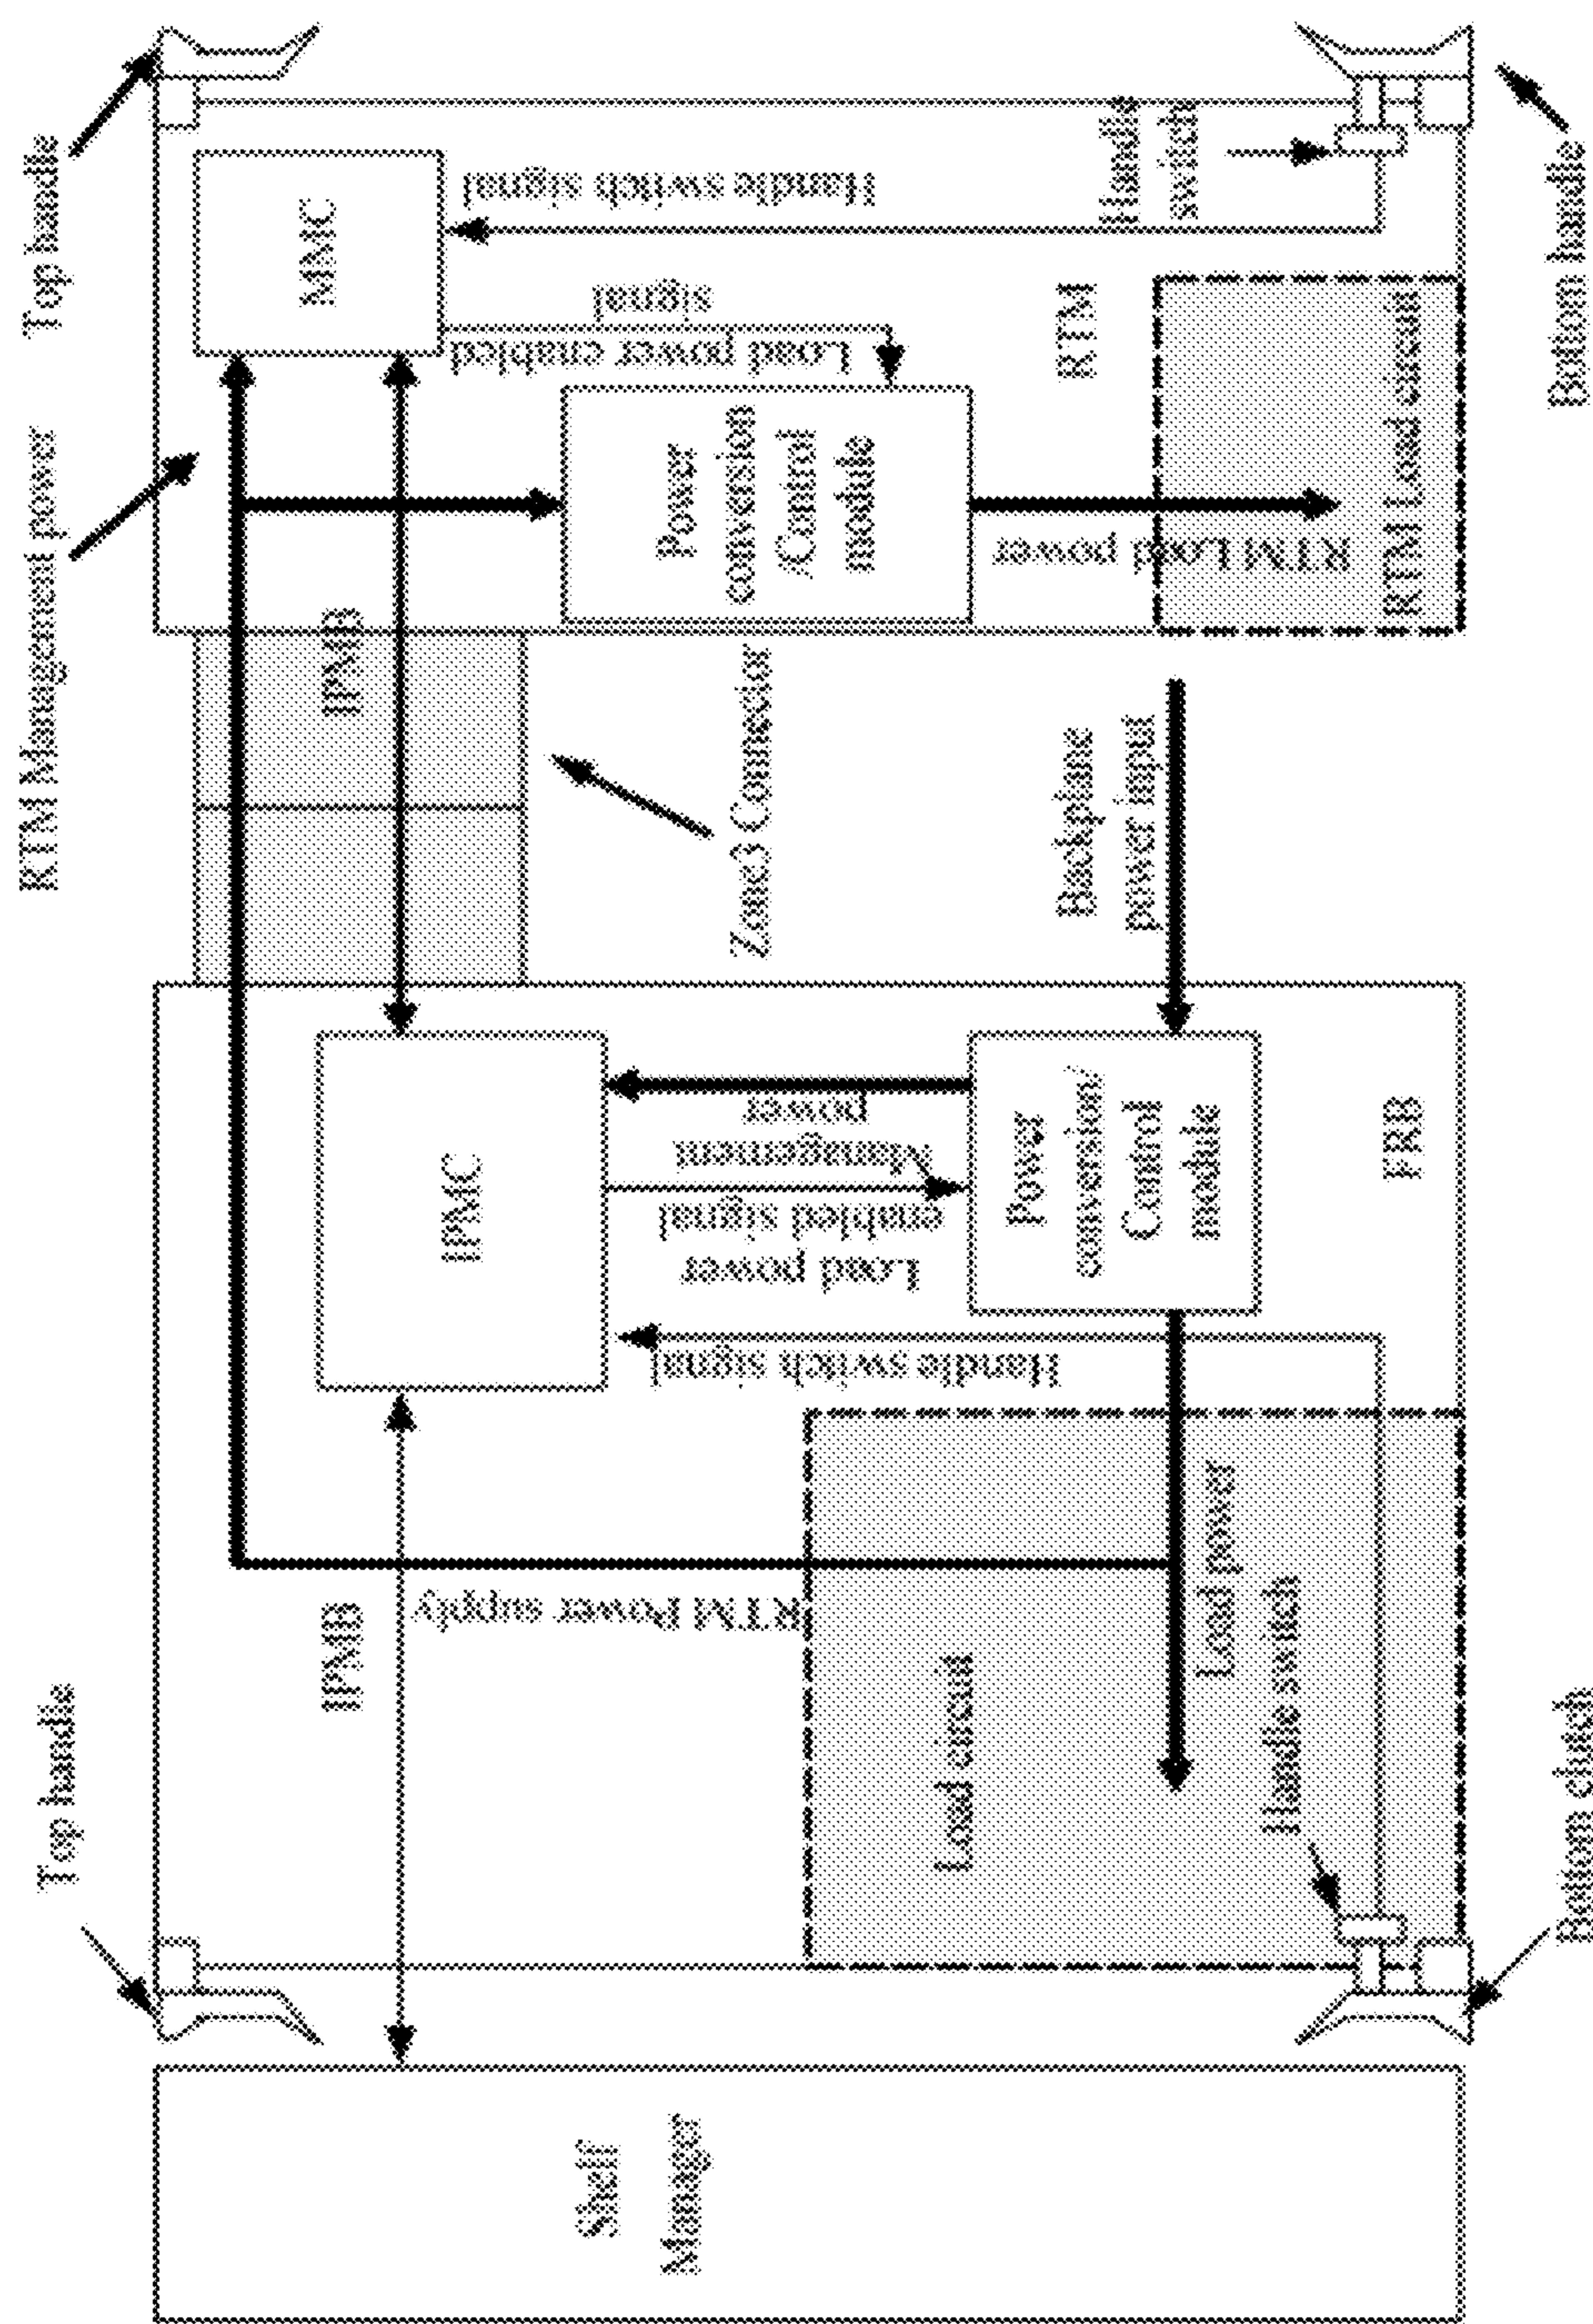 Top handle
RTM Management power
Top handle
Shelf
Manager
IPMB
RTM Power supply
IPMC
IPMB
MMC
Handle switch signal
Load power enabled
signal
Management
power
Load power
enabled signal
Handle switch signal
Zone3 Connector
Power
conversion
/Control
module
Load circuit
Power
conversion/
Control
module
Backplane
power input
RTM Load power
RTM
Handle
switch
Load power
Handle switch
FRB
RTM Load circuit
Bottom clutch
Bottom handle